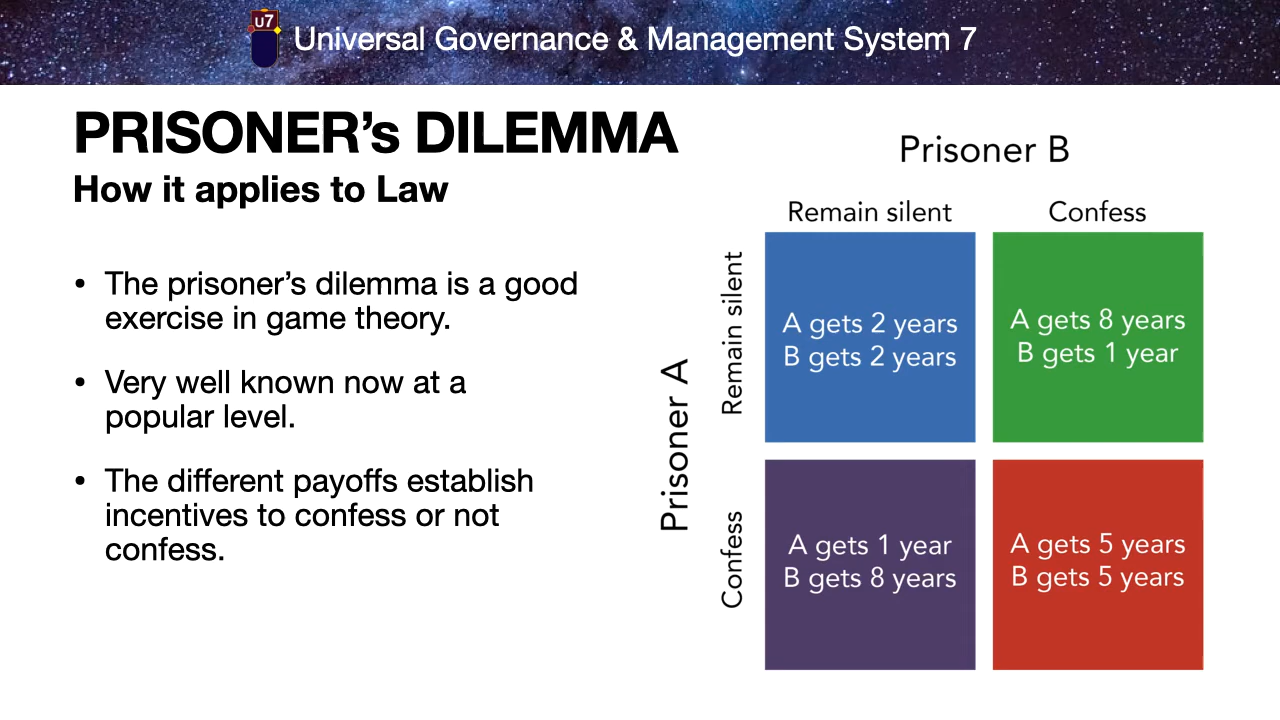 U7
Universal Governance & Management System 7
PRISONER’s DILEMMA
How it applies to Law
• The prisoner’s dilemma is a good
exercise in game theory.
• Very well known now at a
popular level.
• The different payoffs establish
incentives to confess or not
confess.
Prisoner B
Remain silent
Confess
Prisoner A
Remain silent
A gets 2 years
B gets 2 years
A gets 8 years
B gets 1 year
Confess
A gets 1 year
B gets 8 years
A gets 5 years
B gets 5 years